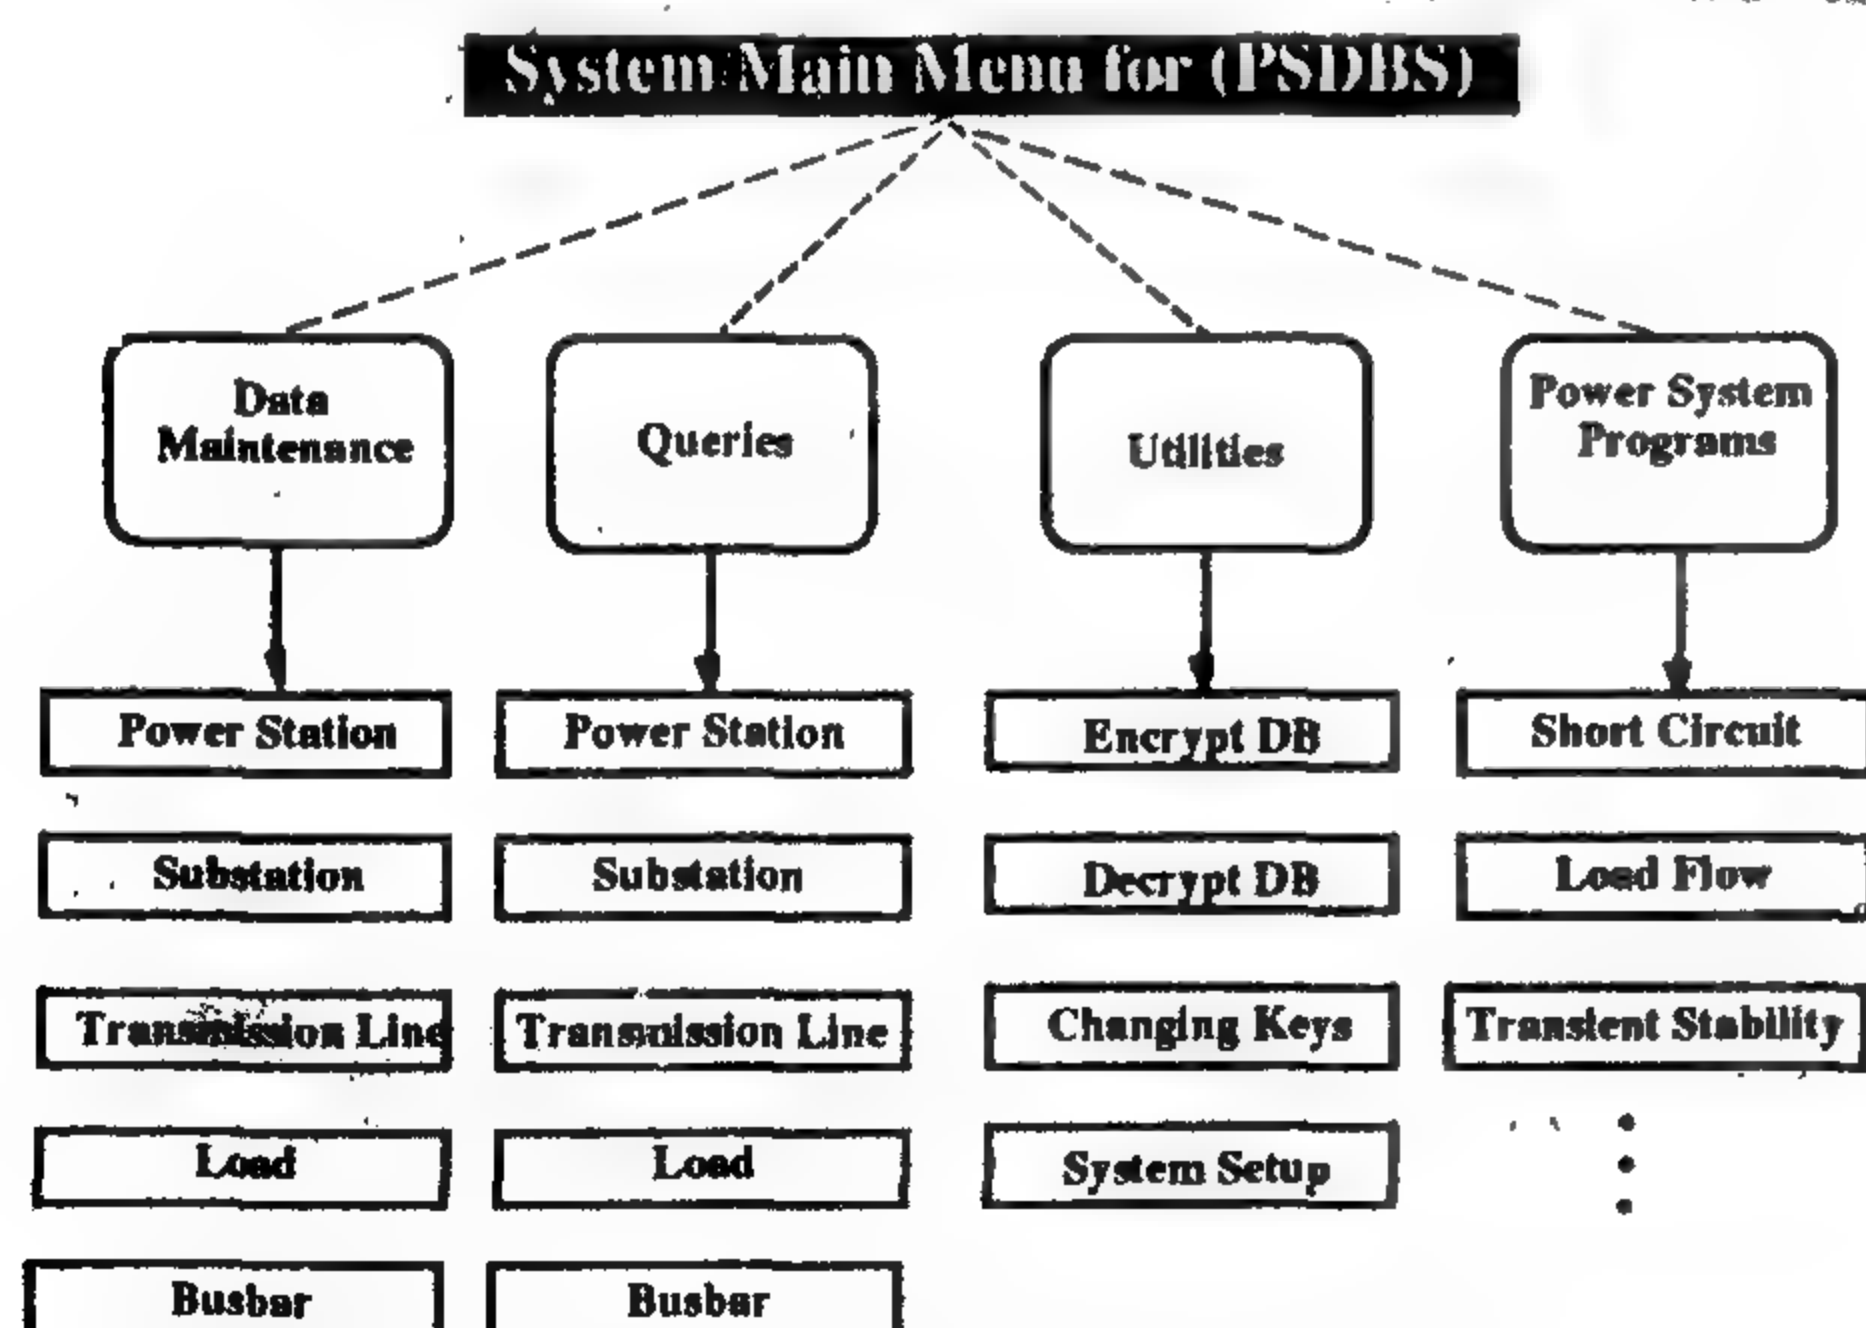 System Main Menu for (PSDBS)
Data
Maintenance
Queries
Utilities
Power System
Programs
Power Station
Power Station
Encrypt DB
Short Circuit
Substation
Substation
Decrypt DB
Load Flow
Transmission Line
Transmission Line
Changing Keys
Transient Stability
Load
Load
System Setup
Busbar
Busbar